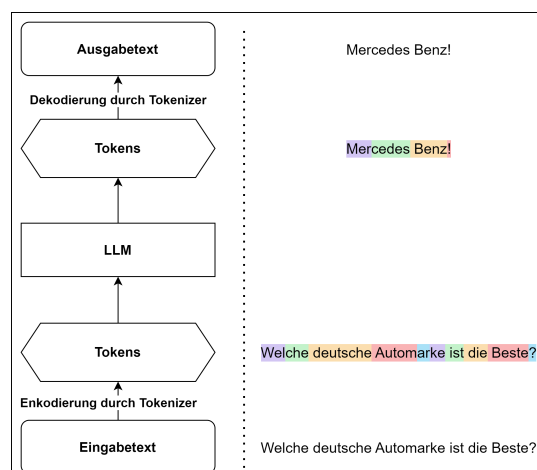 Ausgabetext
Mercedes Benz!
Dekodierung durch Tokenizer
Tokens
Mercedes Benz!
LLM
Tokens
Welche deutsche Automarke ist die Beste?
Enkodierung durch Tokenizer
Eingabetext
Welche deutsche Automarke ist die Beste?